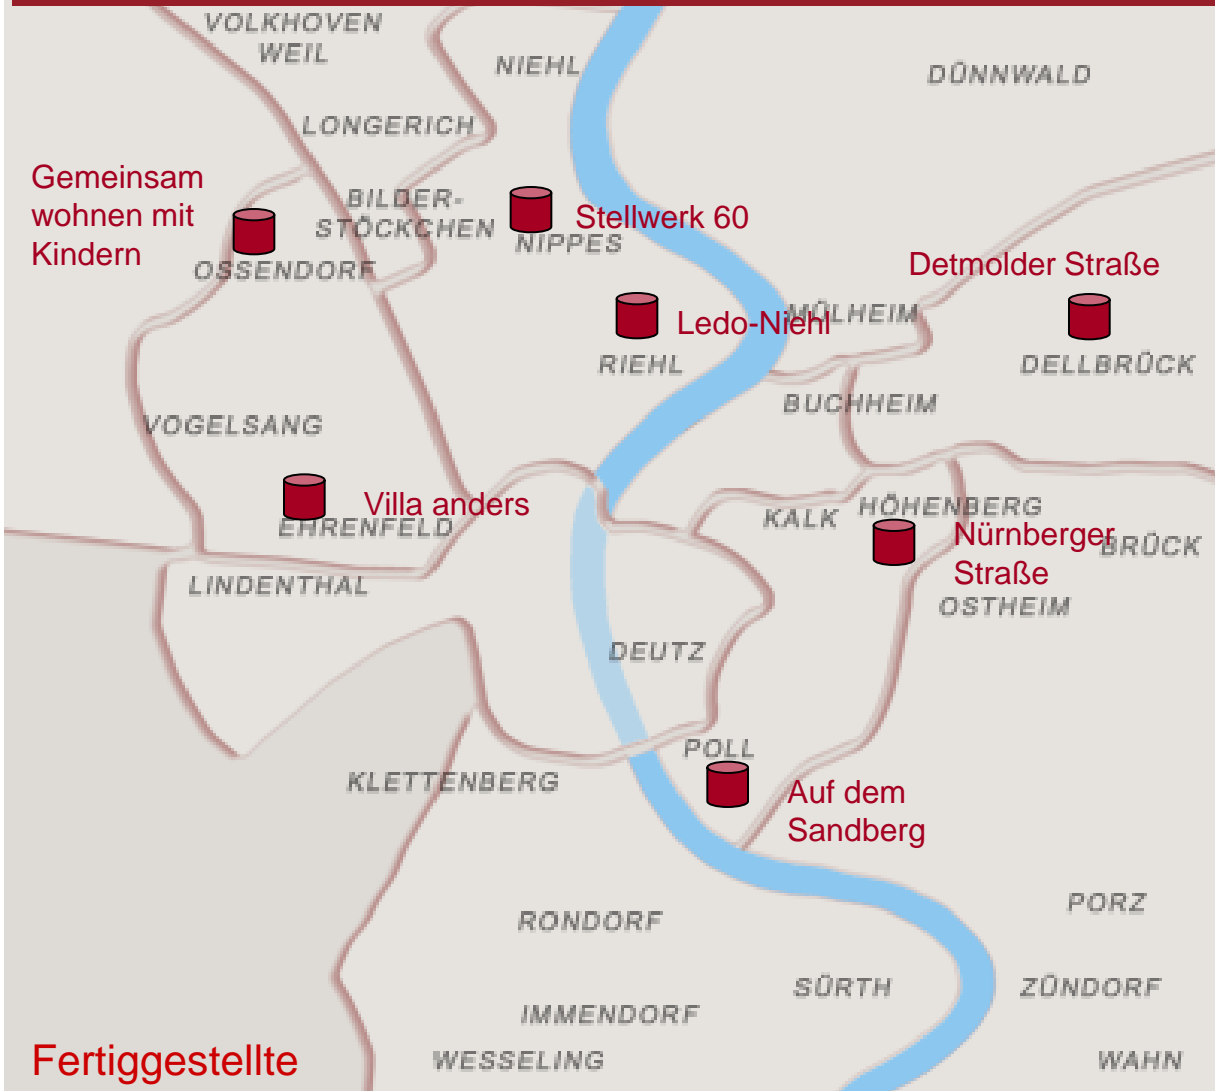 VOLKHOVEN
WEIL
NIEHL
DÜNNWALD
LONGERICH
Gemeinsam
wohnen mit
Kindern
BILDER-
STÖCKCHEN
Stellwerk 60
NIPPES
OSSENDORF
Detmolder Straße
MÜLHEIM
Ledo-Niehl
RIEHL
DELLBRÜCK
BUCHHEIM
VOGELSANG
Villa anders
EHRENFELD
KALK
HÖHENBERG
Nürnberger
Straße
BRÜCK
LINDENTHAL
OSTHEIM
DEUTZ
POLL
KLETTENBERG
Auf dem
Sandberg
PORZ
RONDORF
SÜRTH
ZÜNDORF
IMMENDORF
Fertiggestellte
WESSELING
WAHN